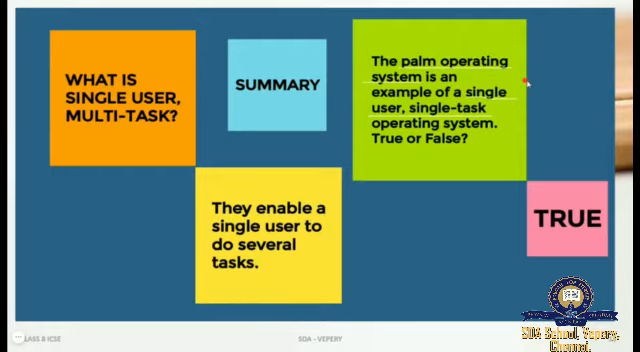 WHAT IS
SINGLE USER,
MULTI-TASK?
They enable a
single user to
do several
tasks.
SUMMARY
The palm operating
system is an
example of a single
user, single-task
operating system.
True or False?
TRUE
LASS 8 ICSE
SDA - VEPERY
SDA School, Vepery,
Chennai.